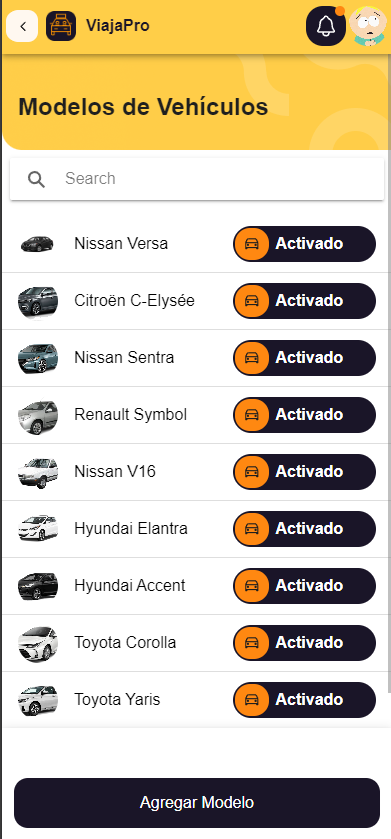 ViajaPro
Modelos de Vehículos
Search
Nissan Versa Activado
Citroën C-Elysée Activado
Nissan Sentra Activado
Renault Symbol Activado
Nissan V16 Activado
Hyundai Elantra Activado
Hyundai Accent Activado
Toyota Corolla Activado
Toyota Yaris Activado
Agregar Modelo